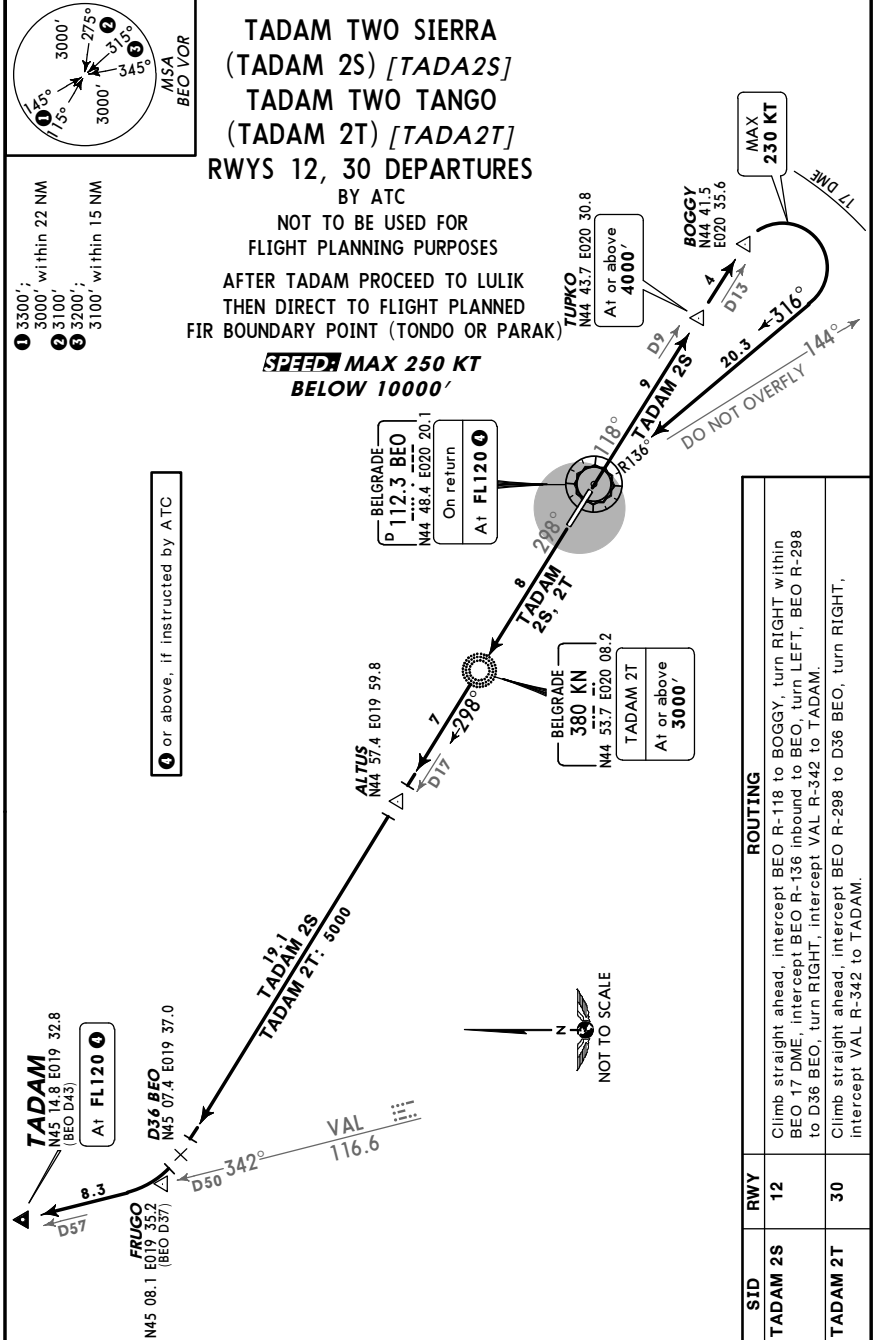 TADAM TWO SIERRA
(TADAM 2S) [TADA2S]
TADAM TWO TANGO
(TADAM 2T) [TADA2T]
RWYS 12, 30 DEPARTURES
BY ATC
NOT TO BE USED FOR
FLIGHT PLANNING PURPOSES
AFTER TADAM PROCEED TO LULIK
THEN DIRECT TO FLIGHT PLANNED
FIR BOUNDARY POINT (TONDO OR PARAK)
SPEED: MAX 250 KT
BELOW 10000'
3000'
275°
2
315°
3
345°
3000'
115°
1
145°
MSA
BEO VOR
1 3300';
3000' within 22 NM
2 3100'
3 3200';
3100' within 15 NM
4 or above, if instructed by ATC
TADAM
N45 14.8 E019 32.8
(BEO D43)
At FL120 4
D57
8.3
FRUGO
N45 08.1 E019 35.2
(BEO D37)
D36 BEO
N45 07.4 E019 37.0
D50
342°
VAL
116.6
19.1
TADAM 2S
TADAM 2T: 5000
ALTUS
N44 57.4 E019 59.8
D17
7
298°
BELGRADE
380 KN
N44 53.7 E020 08.2
TADAM 2T
At or above
3000'
8
TADAM
2S, 2T
298°
BELGRADE
D 112.3 BEO
N44 48.4 E020 20.1
On return
At FL120 4
118°
R136°
9
TADAM 2S
D9
TUPKO
N44 43.7 E020 30.8
At or above
4000'
4
D13
BOGGY
N44 41.5
E020 35.6
MAX
230 KT
17 DME
316°
20.3
144°
DO NOT OVERFLY
N
NOT TO SCALE
SID RWY ROUTING
TADAM 2S 12 Climb straight ahead, intercept BEO R-118 to BOGGY, turn RIGHT within
BEO 17 DME, intercept BEO R-136 inbound to BEO, turn LEFT, BEO R-298
to D36 BEO, turn RIGHT, intercept VAL R-342 to TADAM.
TADAM 2T 30 Climb straight ahead, intercept BEO R-298 to D36 BEO, turn RIGHT,
intercept VAL R-342 to TADAM.